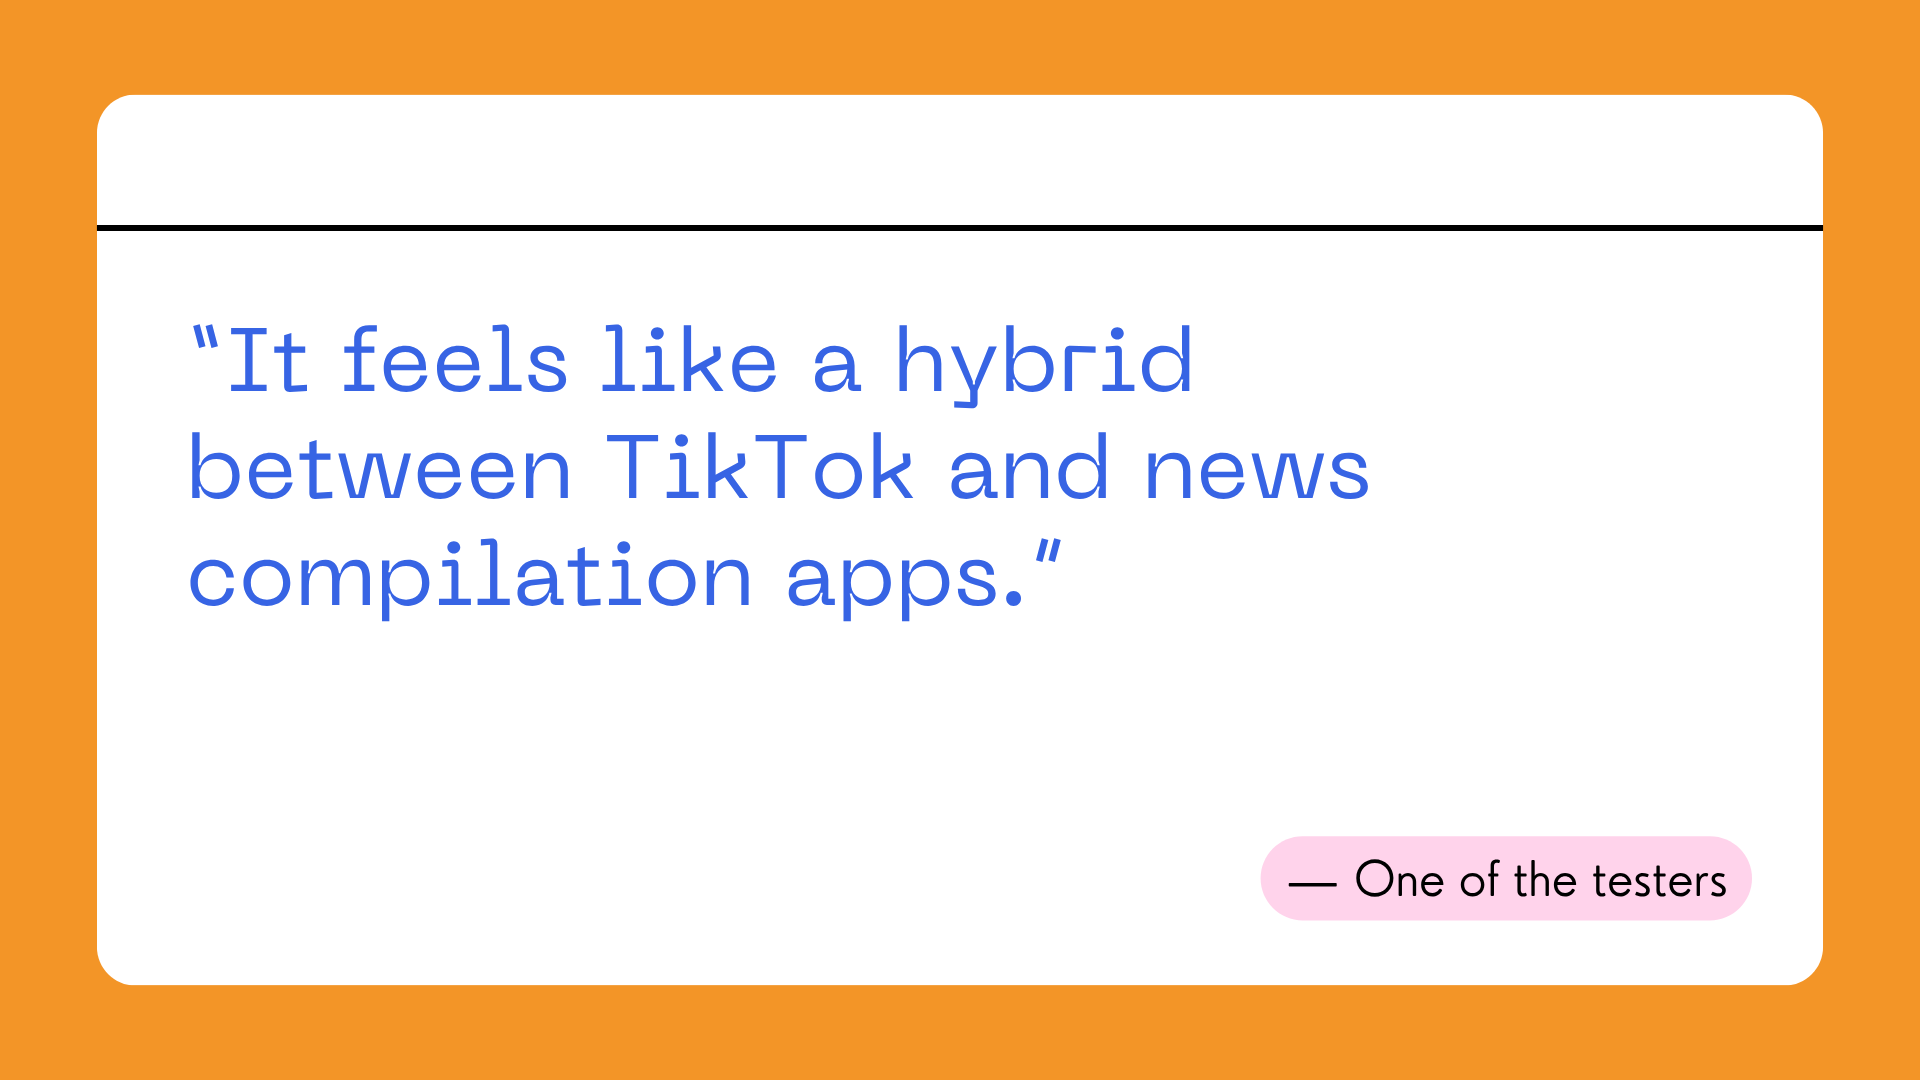 “It feels like a hybrid
between TikTok and news
compilation apps.”
— One of the testers